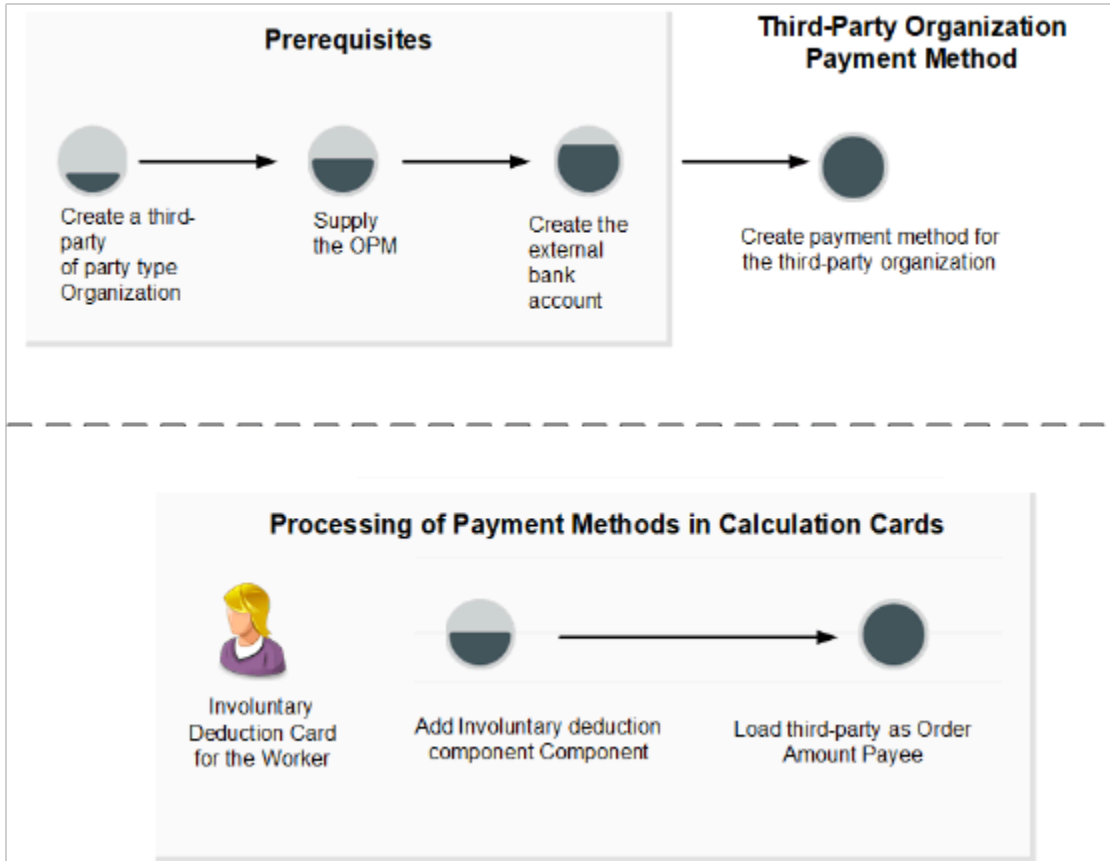 Prerequisites
Third-Party Organization
Payment Method
Create a third-
party
of party type
Organization
Supply
the OPM
Create the
external
bank
account
Create payment method for
the third-party organization
Processing of Payment Methods in Calculation Cards
Involuntary
Deduction Card
for the Worker
Add Involuntary deduction
component Component
Load third-party as Order
Amount Payee